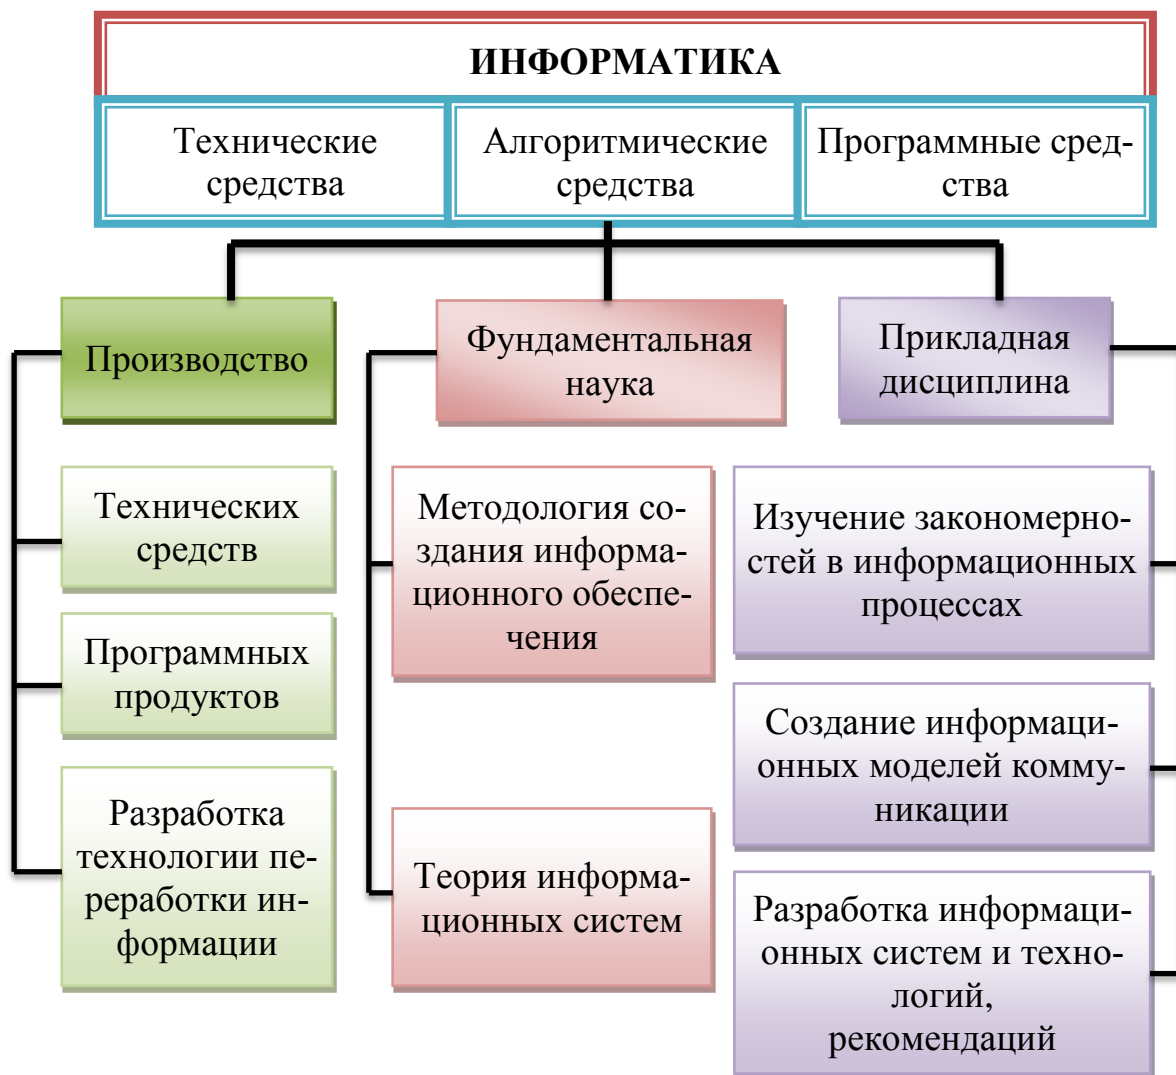 ИНФОРМАТИКА
Технические
средства
Алгоритмические
средства
Программные сред-
ства
Производство
Фундаментальная
наука
Прикладная
дисциплина
Технических
средств
Программных
продуктов
Разработка
технологии пе-
реработки ин-
формации
Методология со-
здания информа-
ционного обеспе-
чения
Теория информа-
ционных систем
Изучение закономерно-
стей в информационных
процессах
Создание информаци-
онных моделей комму-
никации
Разработка информаци-
онных систем и техно-
логий,
рекомендаций